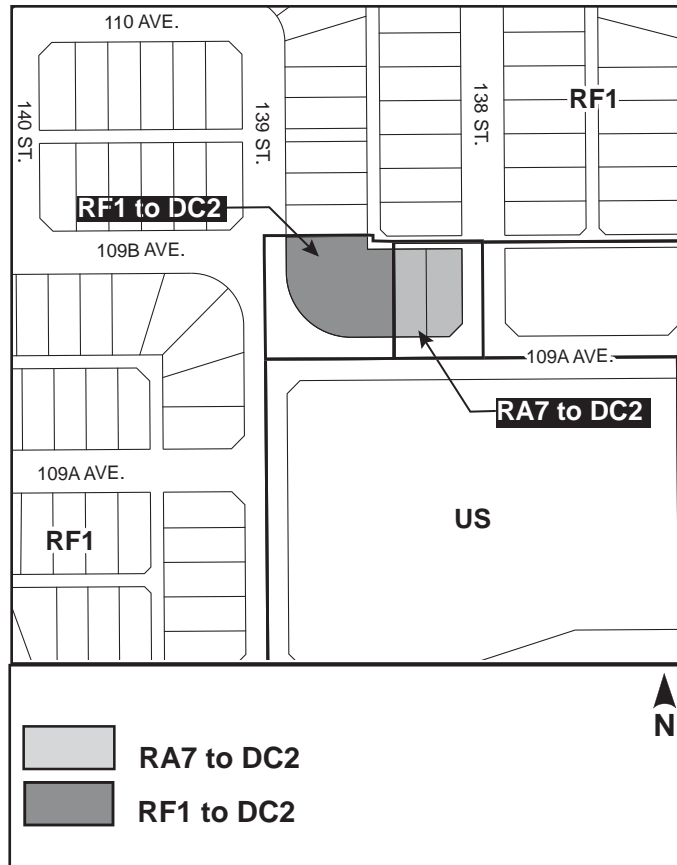 110 AVE.
140 ST.
139 ST.
138 ST.
RF1
RF1 to DC2
109B AVE.
109A AVE.
RA7 to DC2
109A AVE.
US
RF1
N
RA7 to DC2
RF1 to DC2